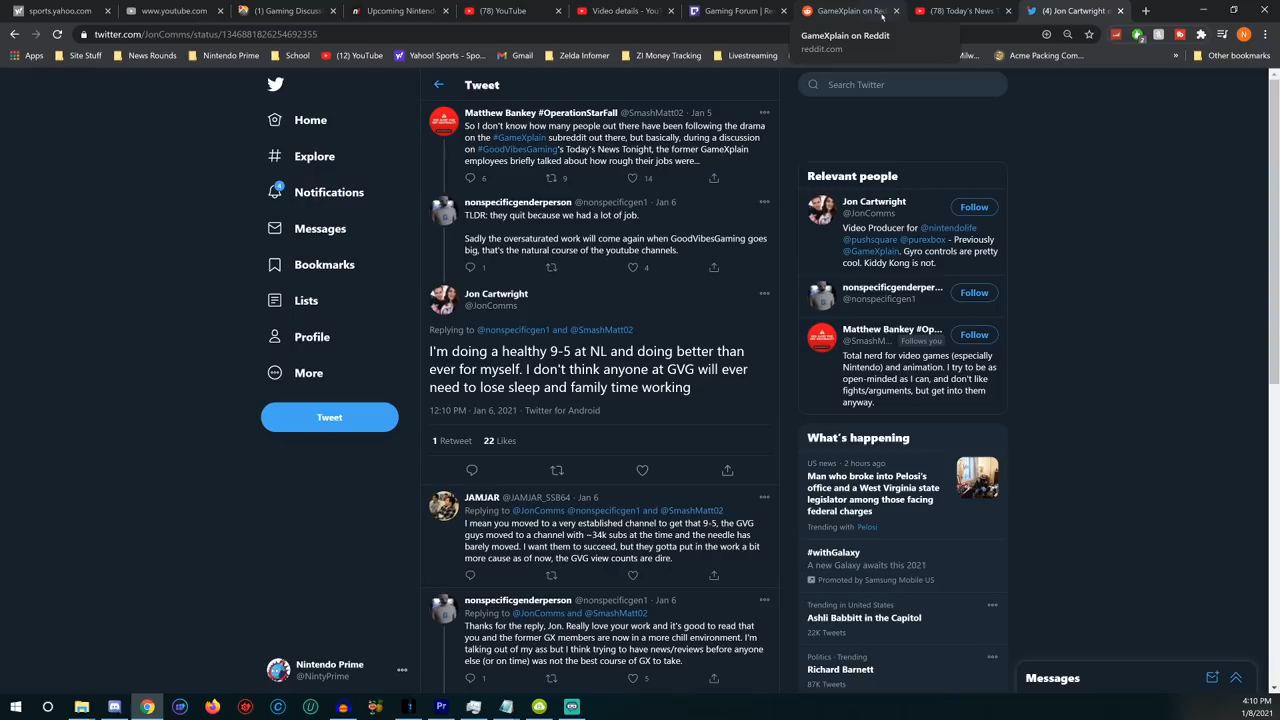 sports.yahoo.com
www.youtube.com
(1) Gaming Discuss
Upcoming Nintend
(78) YouTube
Video details - You
Gaming Forum | Re
GameXplain on Red
(78) Today's News T
(4) Jon Cartwright o
twitter.com/JonComms/status/1346881826254692355
GameXplain on Reddit
reddit.com
Apps
Site Stuff
News Rounds
School
(12) YouTube
Yahoo! Sports - Sp...
GitHub
Zelda Informer
ZI Money Tracking
Livestreaming
Milw...
Acme Packing Com...
»
Other bookmarks
Home
Explore
4
Notifications
Messages
Bookmarks
Lists
Profile
More
Tweet
Nintendo Prime
@NintyPrime
Tweet
Matthew Bankey #OperationStarFall @SmashMatt02 · Jan 5
So I don't know how many people out there have been following the drama
on the #GameXplain subreddit out there, but basically, during a discussion
on #GoodVibesGaming's Today's News Tonight, the former GameXplain
employees briefly talked about how rough their jobs were...
6 9 14
nonspecificgenderperson @nonspecificgen1 · Jan 6
TLDR: they quit because we had a lot of job.
Sadly the oversaturated work will come again when GoodVibesGaming goes
big, that's the natural course of the youtube channels.
1 4
Jon Cartwright
@JonComms
Replying to @nonspecificgen1 and @SmashMatt02
I'm doing a healthy 9-5 at NL and doing better than
ever for myself. I don't think anyone at GVG will ever
need to lose sleep and family time working
12:10 PM · Jan 6, 2021 · Twitter for Android
1 Retweet 22 Likes
JAMJAR @JAMJAR_SSB64 · Jan 6
Replying to @JonComms @nonspecificgen1 and @SmashMatt02
I mean you moved to a very established channel to get that 9-5, the GVG
guys moved to a channel with ~34k subs at the time and the needle has
barely moved. I want them to succeed, but they gotta put in the work a bit
more cause as of now, the GVG view counts are dire.
nonspecificgenderperson @nonspecificgen1 · Jan 6
Replying to @JonComms and @SmashMatt02
Thanks for the reply, Jon. Really love your work and it's good to read that
you and the former GX members are now in a more chill environment. I'm
talking out of my ass but I think trying to have news/reviews before anyone
else (or on time) was not the best course of GX to take.
1 5
Search Twitter
Relevant people
Jon Cartwright
@JonComms
Follow
Video Producer for @nintendolife
@pushsquare @purexbox - Previously
@GameXplain. Gyro controls are pretty
cool. Kiddy Kong is not.
nonspecificgenderper...
@nonspecificgen1
Follow
Matthew Bankey #Op...
@SmashM... Follows you
Follow
Total nerd for video games (especially
Nintendo) and animation. I try to be as
open-minded as I can, and don't like
fights/arguments, but get into them
anyway.
What's happening
US news · 2 hours ago
Man who broke into Pelosi's
office and a West Virginia state
legislator among those facing
federal charges
Trending with Pelosi
#withGalaxy
A new Galaxy awaits this 2021
Promoted by Samsung Mobile US
Trending in United States
Ashli Babbitt in the Capitol
22K Tweets
Politics · Trending
Richard Barnett
87K Tweets
Messages
4:10 PM
1/8/2021